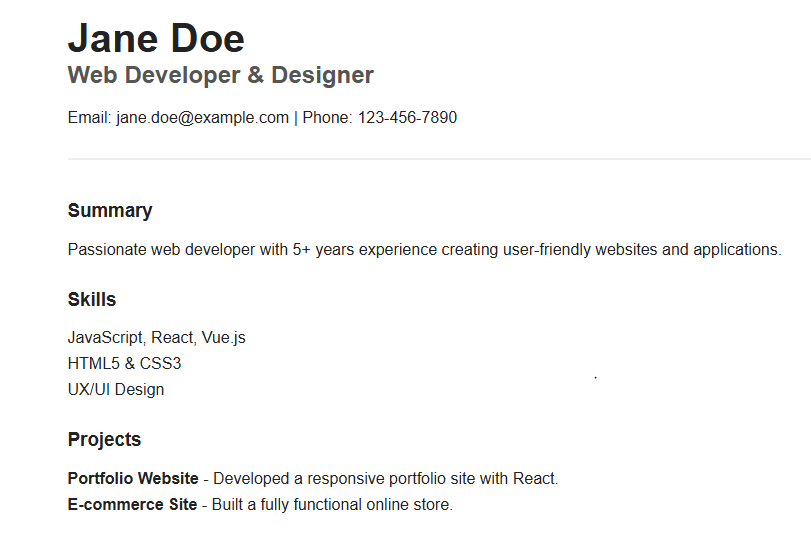 Jane Doe
Web Developer & Designer
Email: jane.doe@example.com | Phone: 123-456-7890
Summary
Passionate web developer with 5+ years experience creating user-friendly websites and applications.
Skills
JavaScript, React, Vue.js
HTML5 & CSS3
UX/UI Design
Projects
Portfolio Website - Developed a responsive portfolio site with React.
E-commerce Site - Built a fully functional online store.